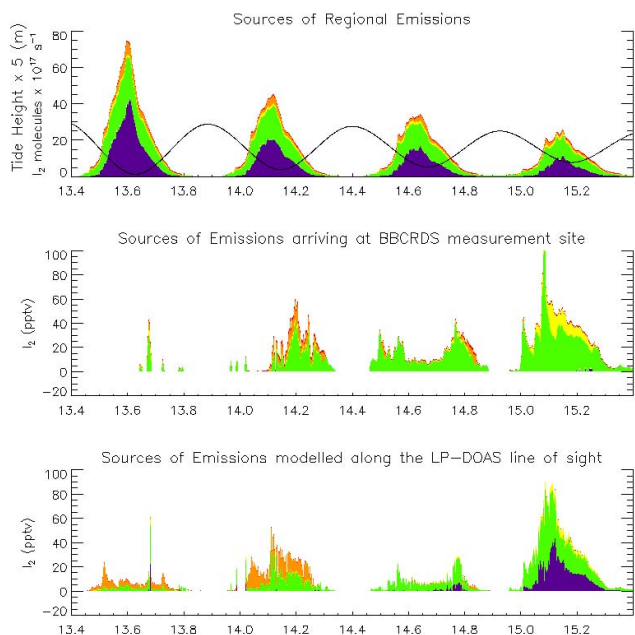 Sources of Regional Emissions
Tide Height x 5 (m)
I₂ molecules x 10¹⁷ s⁻¹
80
60
40
20
0
13.4 13.6 13.8 14.0 14.2 14.4 14.6 14.8 15.0 15.2
Sources of Emissions arriving at BBCRDS measurement site
I₂ (pptv)
100
80
60
40
20
0
−20
13.4 13.6 13.8 14.0 14.2 14.4 14.6 14.8 15.0 15.2
Sources of Emissions modelled along the LP−DOAS line of sight
I₂ (pptv)
100
80
60
40
20
0
−20
13.4 13.6 13.8 14.0 14.2 14.4 14.6 14.8 15.0 15.2